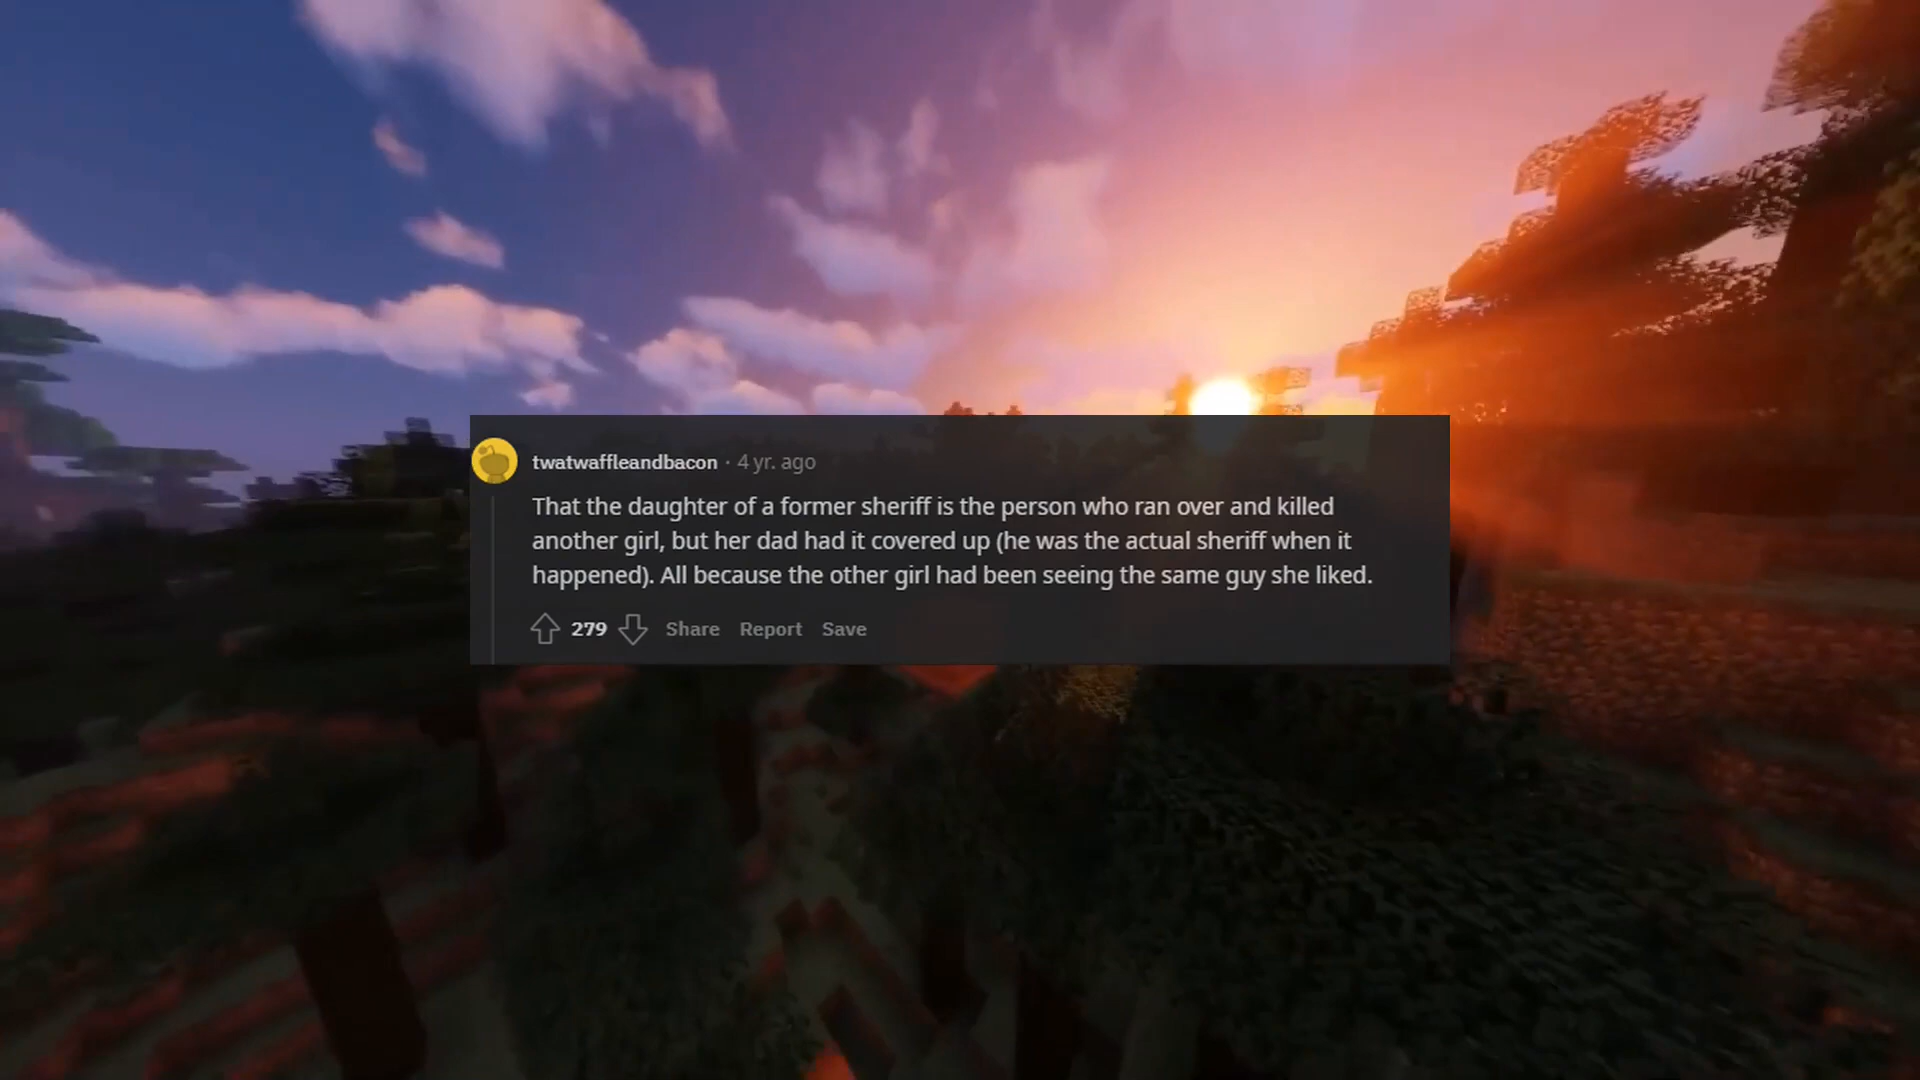 twatwaffleandbacon · 4 yr. ago
That the daughter of a former sheriff is the person who ran over and killed
another girl, but her dad had it covered up (he was the actual sheriff when it
happened). All because the other girl had been seeing the same guy she liked.
279 Share Report Save